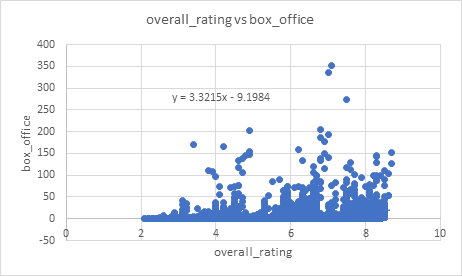 overall_rating vs box_office
400
350
300
250
200
150
100
50
0
-50
y = 3.3215x - 9.1984
box_office
0 2 4 6 8 10
overall_rating